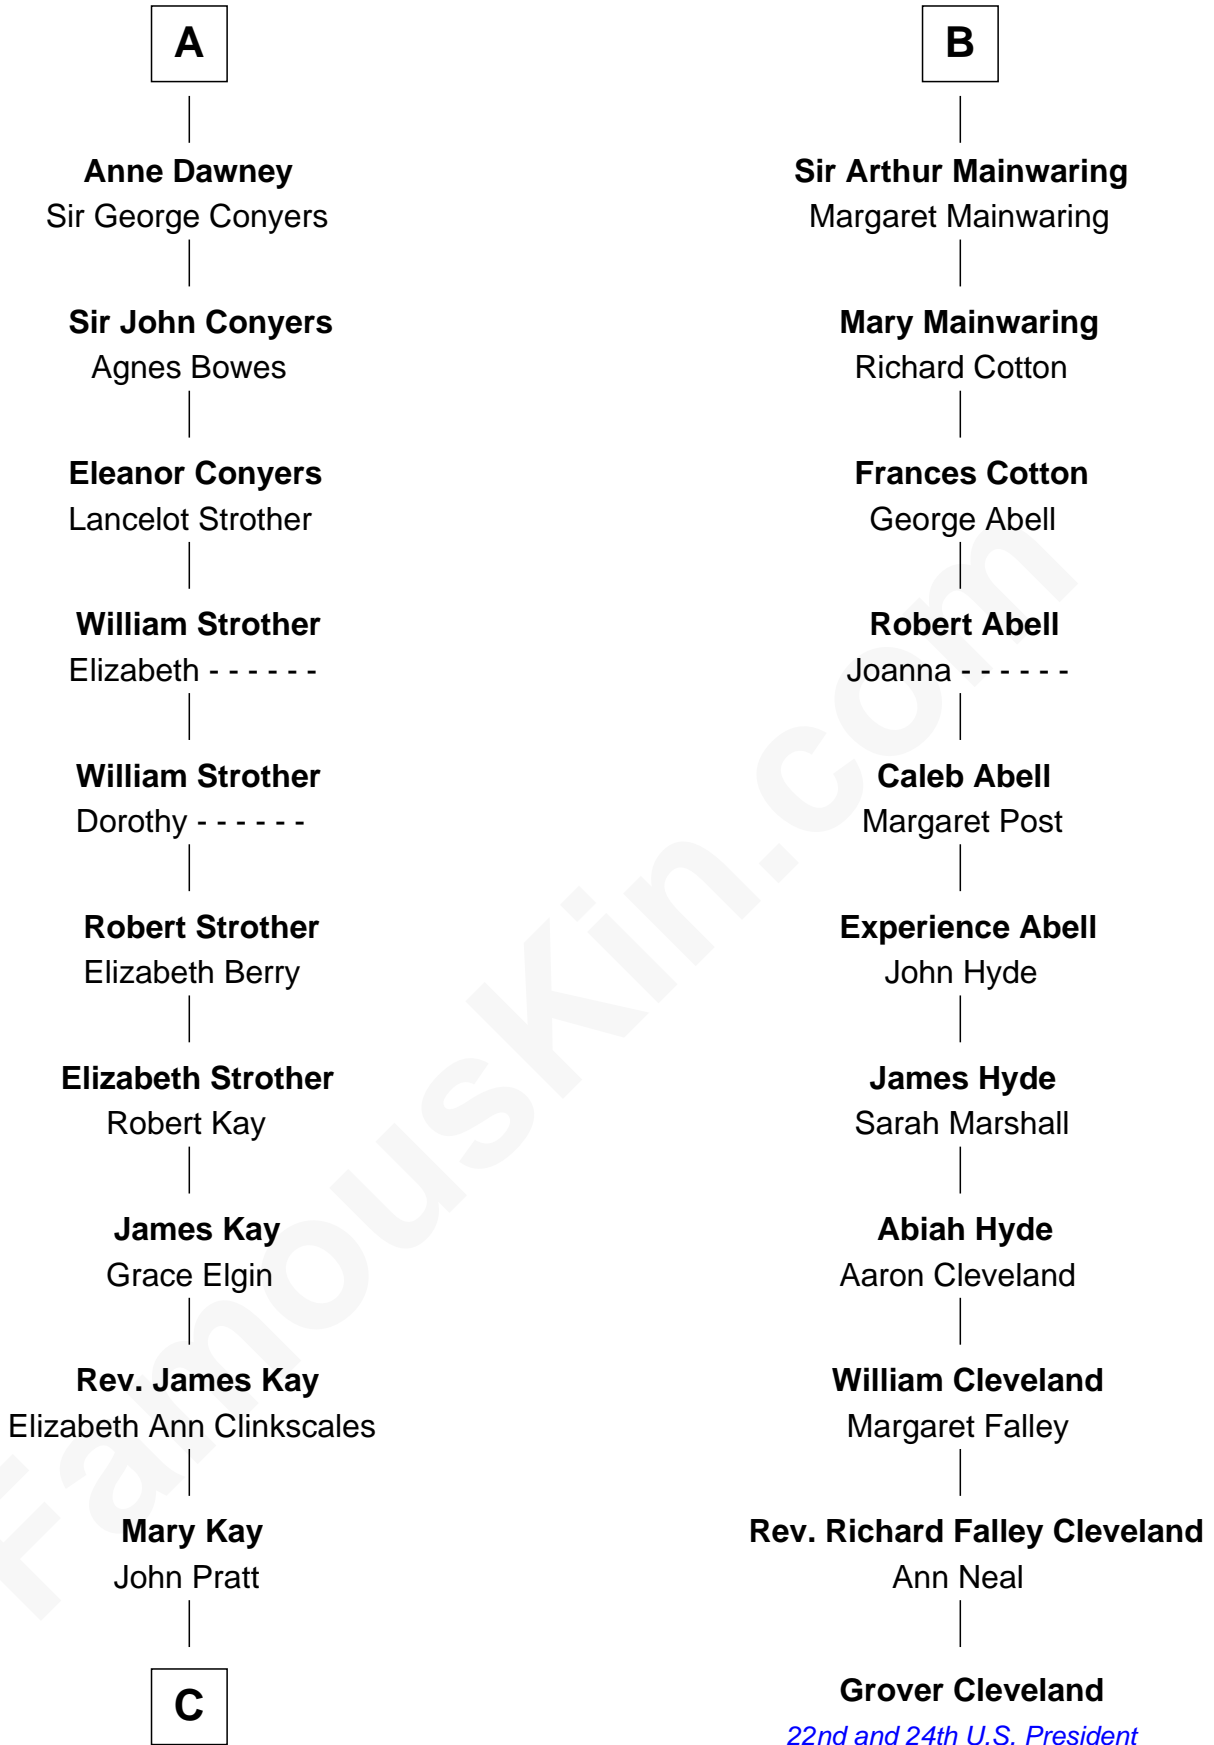 A
Anne Dawney
Sir George Conyers
Sir John Conyers
Agnes Bowes
Eleanor Conyers
Lancelot Strother
William Strother
Elizabeth - - - - - -
William Strother
Dorothy - - - - - -
Robert Strother
Elizabeth Berry
Elizabeth Strother
Robert Kay
James Kay
Grace Elgin
Rev. James Kay
Elizabeth Ann Clinkscales
Mary Kay
John Pratt
C
B
Sir Arthur Mainwaring
Margaret Mainwaring
Mary Mainwaring
Richard Cotton
Frances Cotton
George Abell
Robert Abell
Joanna - - - - - -
Caleb Abell
Margaret Post
Experience Abell
John Hyde
James Hyde
Sarah Marshall
Abiah Hyde
Aaron Cleveland
William Cleveland
Margaret Falley
Rev. Richard Falley Cleveland
Ann Neal
Grover Cleveland
22nd and 24th U.S. President
FamousKin.com